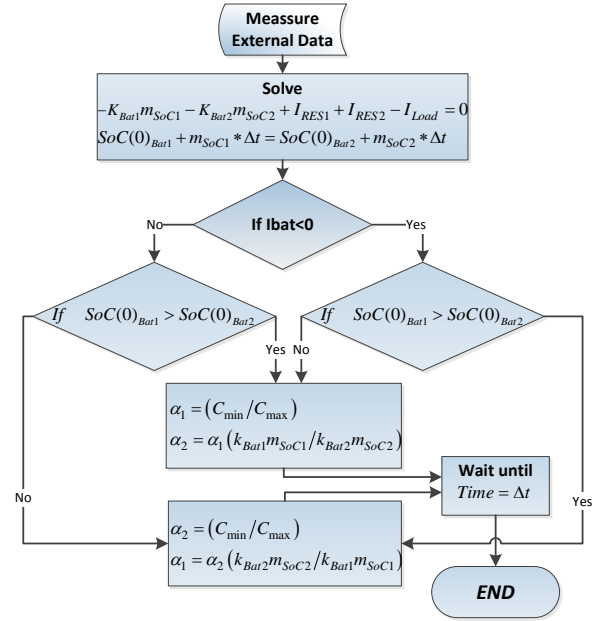 Meassure
External Data
Solve
−K_{Bat1}m_{SoC1} − K_{Bat2}m_{SoC2} + I_{RES1} + I_{RES2} − I_{Load} = 0
SoC(0)_{Bat1} + m_{SoC1} * Δt = SoC(0)_{Bat2} + m_{SoC2} * Δt
If Ibat<0
No
Yes
If SoC(0)_{Bat1} > SoC(0)_{Bat2}
If SoC(0)_{Bat1} > SoC(0)_{Bat2}
Yes
No
α_1 = (C_{min}/C_{max})
α_2 = α_1 (k_{Bat1}m_{SoC1}/k_{Bat2}m_{SoC2})
Wait until
Time = Δt
No
Yes
α_2 = (C_{min}/C_{max})
α_1 = α_2 (k_{Bat2}m_{SoC2}/k_{Bat1}m_{SoC1})
END